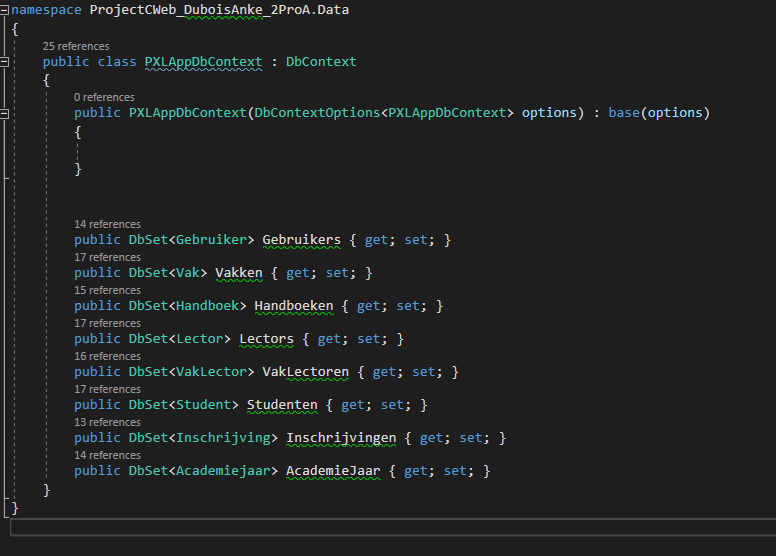 namespace ProjectCWeb_DuboisAnke_2ProA.Data
{
25 references
public class PXLAppDbContext : DbContext
{
0 references
public PXLAppDbContext(DbContextOptions<PXLAppDbContext> options) : base(options)
{
}
14 references
public DbSet<Gebruiker> Gebruikers { get; set; }
17 references
public DbSet<Vak> Vakken { get; set; }
15 references
public DbSet<Handboek> Handboeken { get; set; }
17 references
public DbSet<Lector> Lectors { get; set; }
16 references
public DbSet<VakLector> VakLectoren { get; set; }
17 references
public DbSet<Student> Studenten { get; set; }
13 references
public DbSet<Inschrijving> Inschrijvingen { get; set; }
14 references
public DbSet<Academiejaar> AcademieJaar { get; set; }
}
}